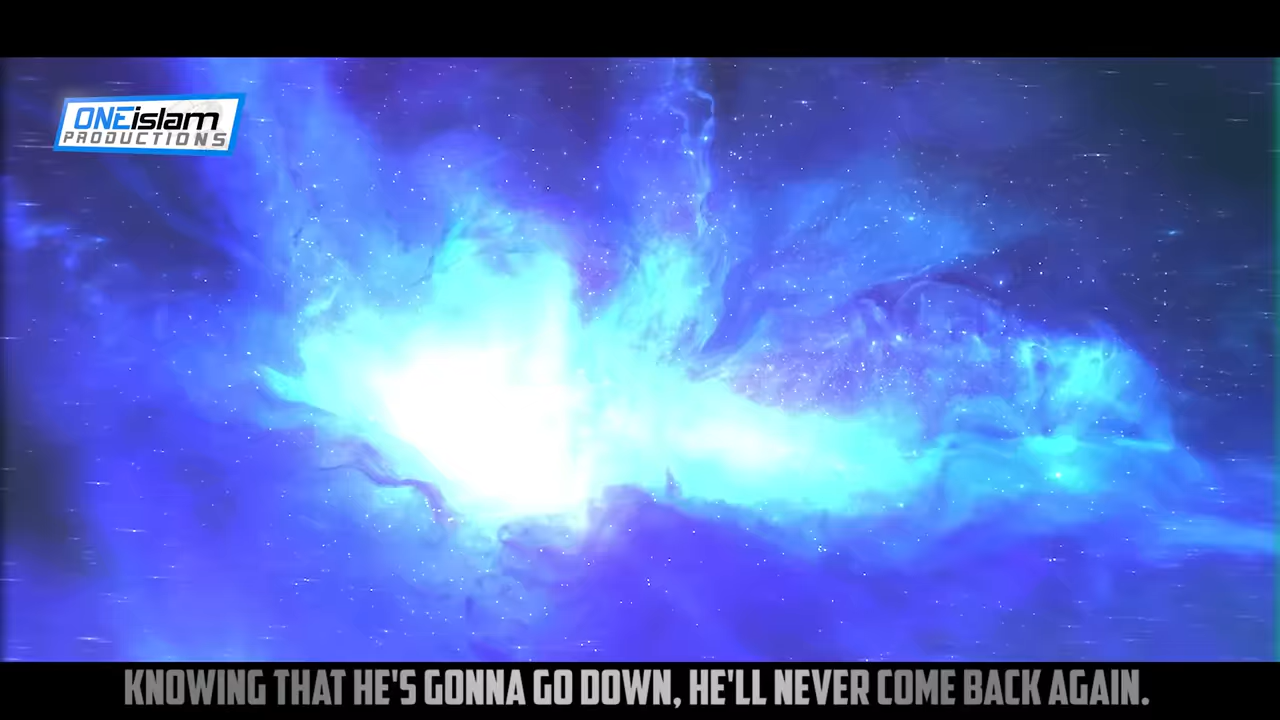 ONEislam
PRODUCTIONS
KNOWING THAT HE'S GONNA GO DOWN, HE'LL NEVER COME BACK AGAIN.